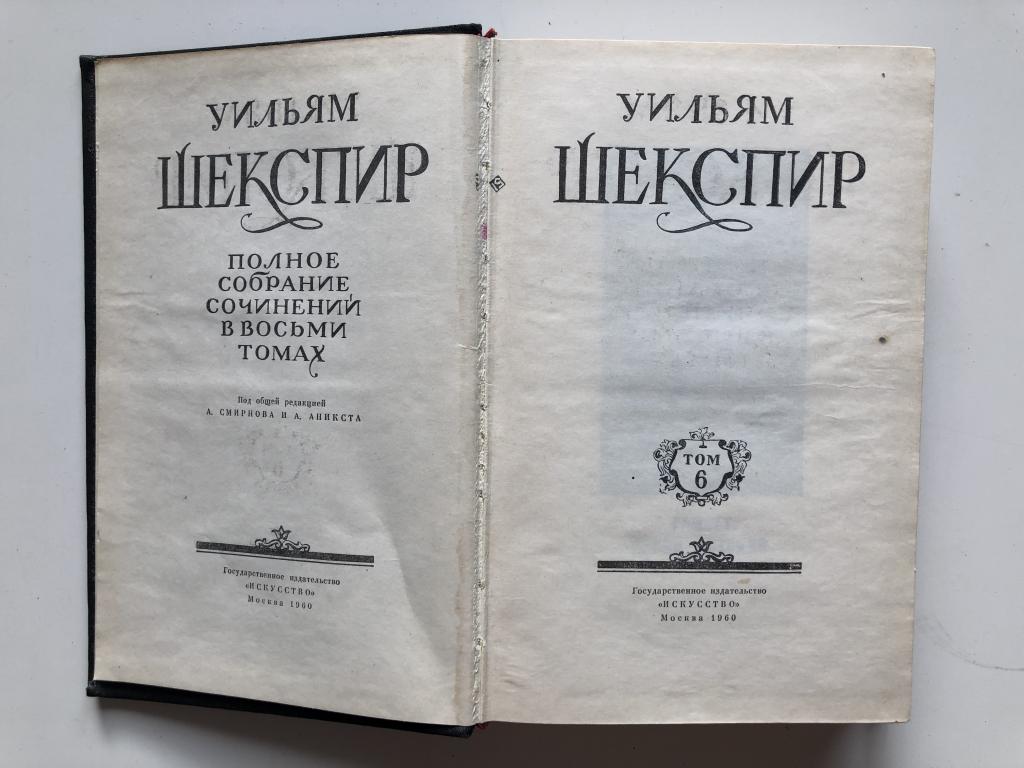 УИЛЬЯМ
ШЕКСПИР
ПОЛНОЕ
СОБРАНИЕ
СОЧИНЕНИЙ
В ВОСЬМИ
ТОМАХ
Под общей редакцией
А. СМИРНОВА И А. АНИКСТА
Государственное издательство
«ИСКУССТВО»
Москва 1960
УИЛЬЯМ
ШЕКСПИР
ТОМ
6
Государственное издательство
«ИСКУССТВО»
Москва 1960